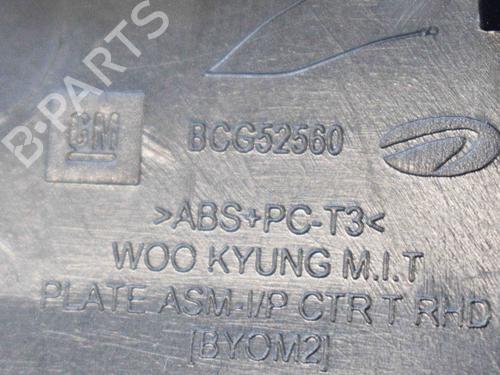 B-PARTS
GM BCG52560
>ABS+PC-T3<
WOO KYUNG M.I.T
PLATE ASM-I/P CTR T RHD
[BYOM2]